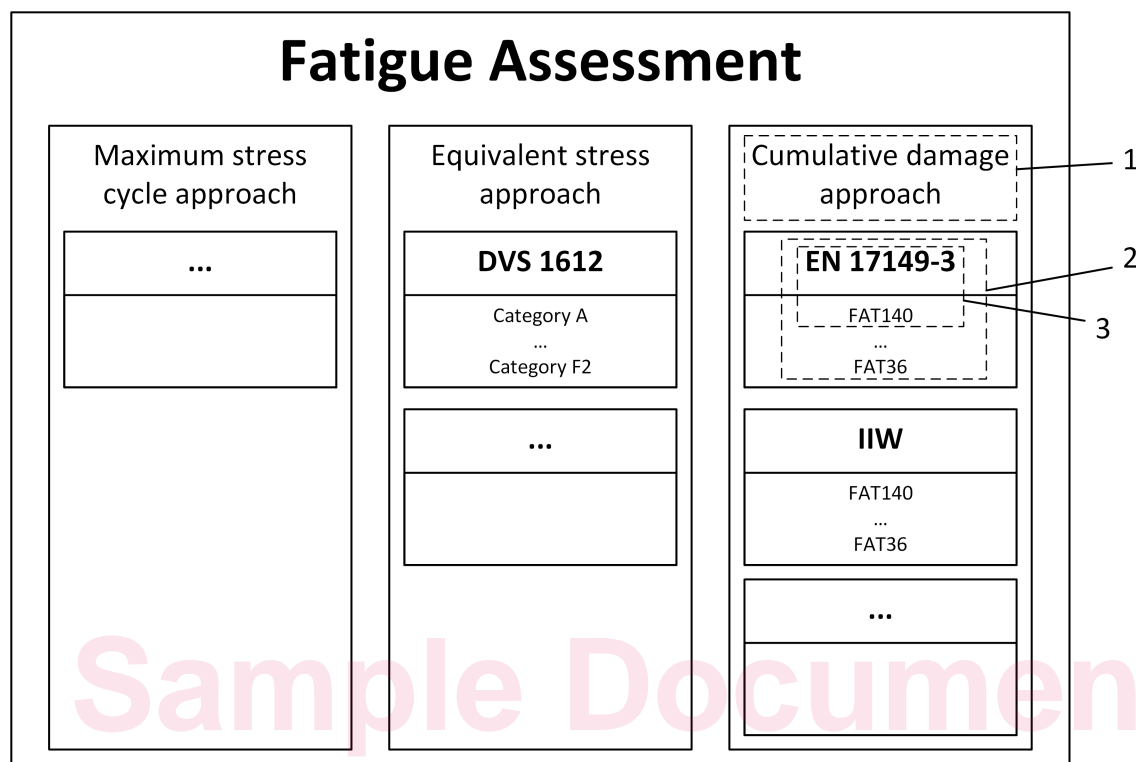 Fatigue Assessment
Maximum stress
cycle approach
...
Equivalent stress
approach
DVS 1612
Category A
...
Category F2
...
Cumulative damage
approach
EN 17149-3
FAT140
...
FAT36
IIW
FAT140
...
FAT36
...
1
2
3
Sample Documen